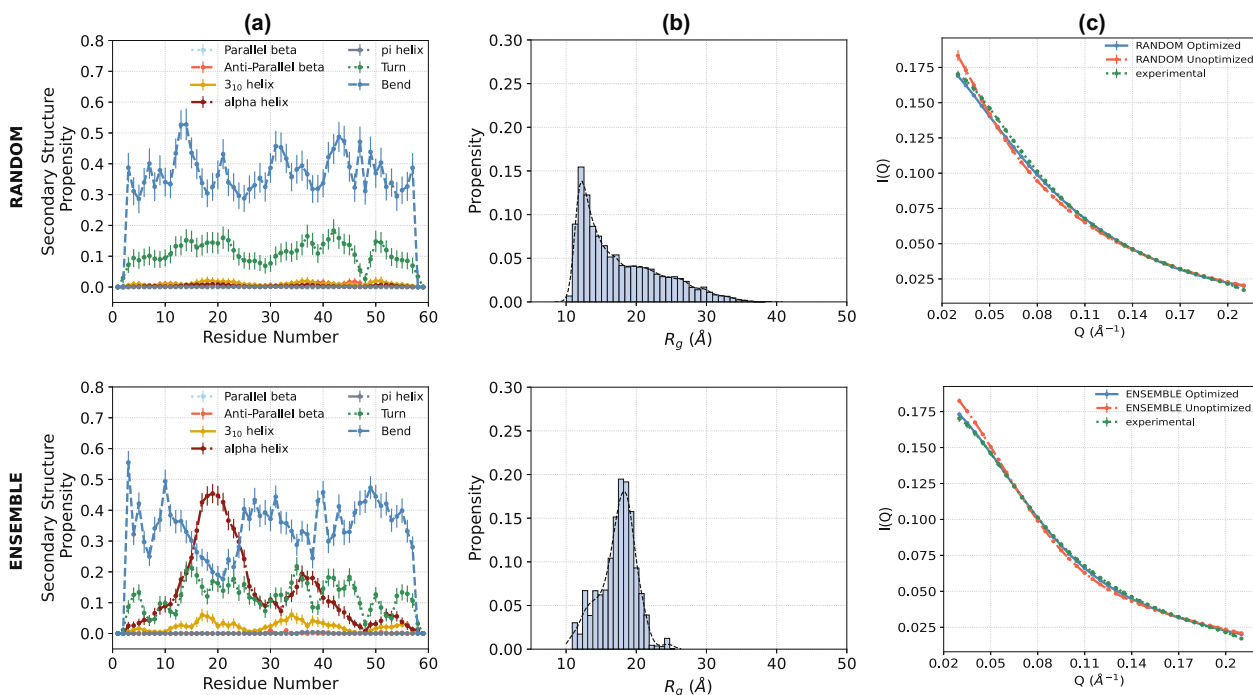 (a)
(b)
(c)
RANDOM
Secondary Structure
Propensity
0.8
0.7
0.6
0.5
0.4
0.3
0.2
0.1
0.0
Parallel beta
Anti-Parallel beta
3₁₀ helix
alpha helix
pi helix
Turn
Bend
0 10 20 30 40 50 60
Residue Number
Propensity
0.30
0.25
0.20
0.15
0.10
0.05
0.00
10 20 30 40 50
R_g (Å)
I(Q)
0.175
0.150
0.125
0.100
0.075
0.050
0.025
RANDOM Optimized
RANDOM Unoptimized
experimental
0.02 0.05 0.08 0.11 0.14 0.17 0.2
Q (Å⁻¹)
ENSEMBLE
Secondary Structure
Propensity
0.8
0.7
0.6
0.5
0.4
0.3
0.2
0.1
0.0
Parallel beta
Anti-Parallel beta
3₁₀ helix
alpha helix
pi helix
Turn
Bend
0 10 20 30 40 50 60
Residue Number
Propensity
0.30
0.25
0.20
0.15
0.10
0.05
0.00
10 20 30 40 50
R_g (Å)
I(Q)
0.175
0.150
0.125
0.100
0.075
0.050
0.025
ENSEMBLE Optimized
ENSEMBLE Unoptimized
experimental
0.02 0.05 0.08 0.11 0.14 0.17 0.2
Q (Å⁻¹)